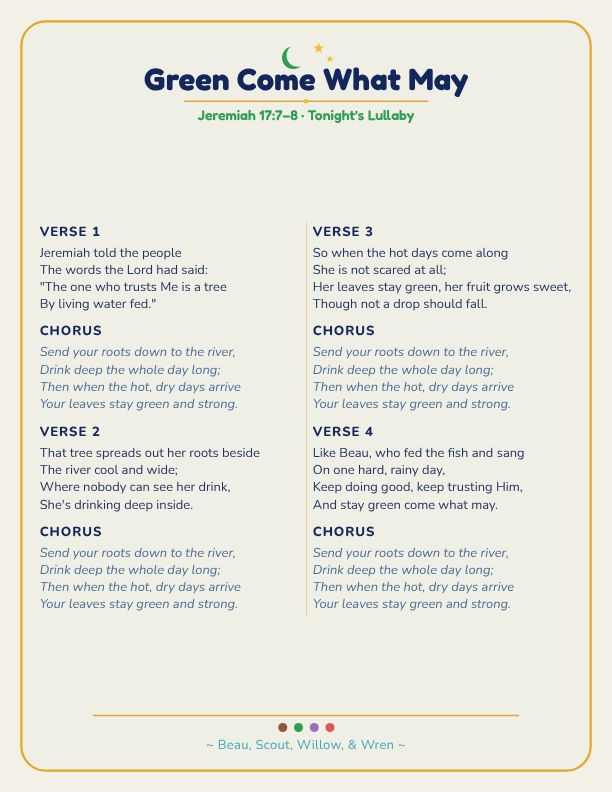 Green Come What May
Jeremiah 17:7–8 · Tonight's Lullaby
VERSE 1
Jeremiah told the people
The words the Lord had said:
"The one who trusts Me is a tree
By living water fed."
CHORUS
Send your roots down to the river,
Drink deep the whole day long;
Then when the hot, dry days arrive
Your leaves stay green and strong.
VERSE 2
That tree spreads out her roots beside
The river cool and wide;
Where nobody can see her drink,
She's drinking deep inside.
CHORUS
Send your roots down to the river,
Drink deep the whole day long;
Then when the hot, dry days arrive
Your leaves stay green and strong.
VERSE 3
So when the hot days come along
She is not scared at all;
Her leaves stay green, her fruit grows sweet,
Though not a drop should fall.
CHORUS
Send your roots down to the river,
Drink deep the whole day long;
Then when the hot, dry days arrive
Your leaves stay green and strong.
VERSE 4
Like Beau, who fed the fish and sang
On one hard, rainy day,
Keep doing good, keep trusting Him,
And stay green come what may.
CHORUS
Send your roots down to the river,
Drink deep the whole day long;
Then when the hot, dry days arrive
Your leaves stay green and strong.
~ Beau, Scout, Willow, & Wren ~